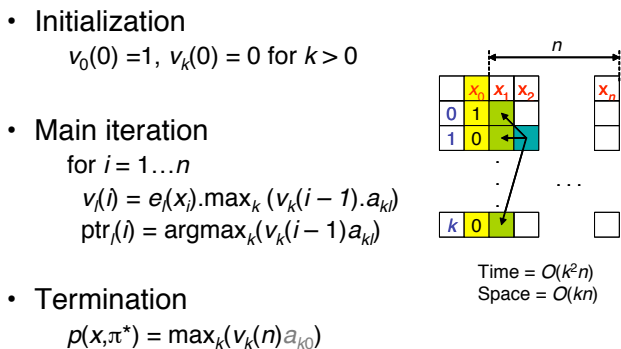 • Initialization
v₀(0) =1, vₖ(0) = 0 for k > 0
• Main iteration
for i = 1…n
vₗ(i) = eₗ(xᵢ).maxₖ (vₖ(i – 1).aₖₗ)
ptrₗ(i) = argmaxₖ(vₖ(i – 1)aₖₗ)
• Termination
p(x,π*) = maxₖ(vₖ(n)aₖ₀)
n
x₀ x₁ x₂ xₙ
0 1
1 0
. .
. . . . .
. .
k 0
Time = O(k²n)
Space = O(kn)